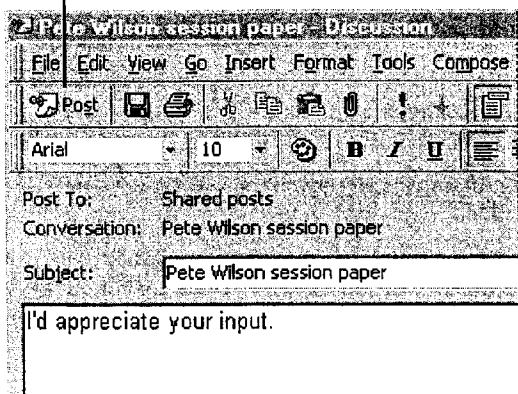 Pete Wilson session paper - Discussion
File Edit View Go Insert Format Tools Compose
Post
Arial 10 B I U
Post To: Shared posts
Conversation: Pete Wilson session paper
Subject: Pete Wilson session paper
I'd appreciate your input.